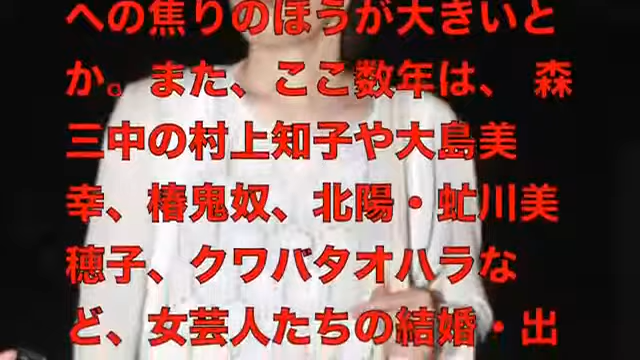 への焦りのほうが大きいと
か。また、ここ数年は、 森
三中の村上知子や大島美
幸、椿鬼奴、北陽・虻川美
穂子、クワバタオハラな
ど、女芸人たちの結婚・出